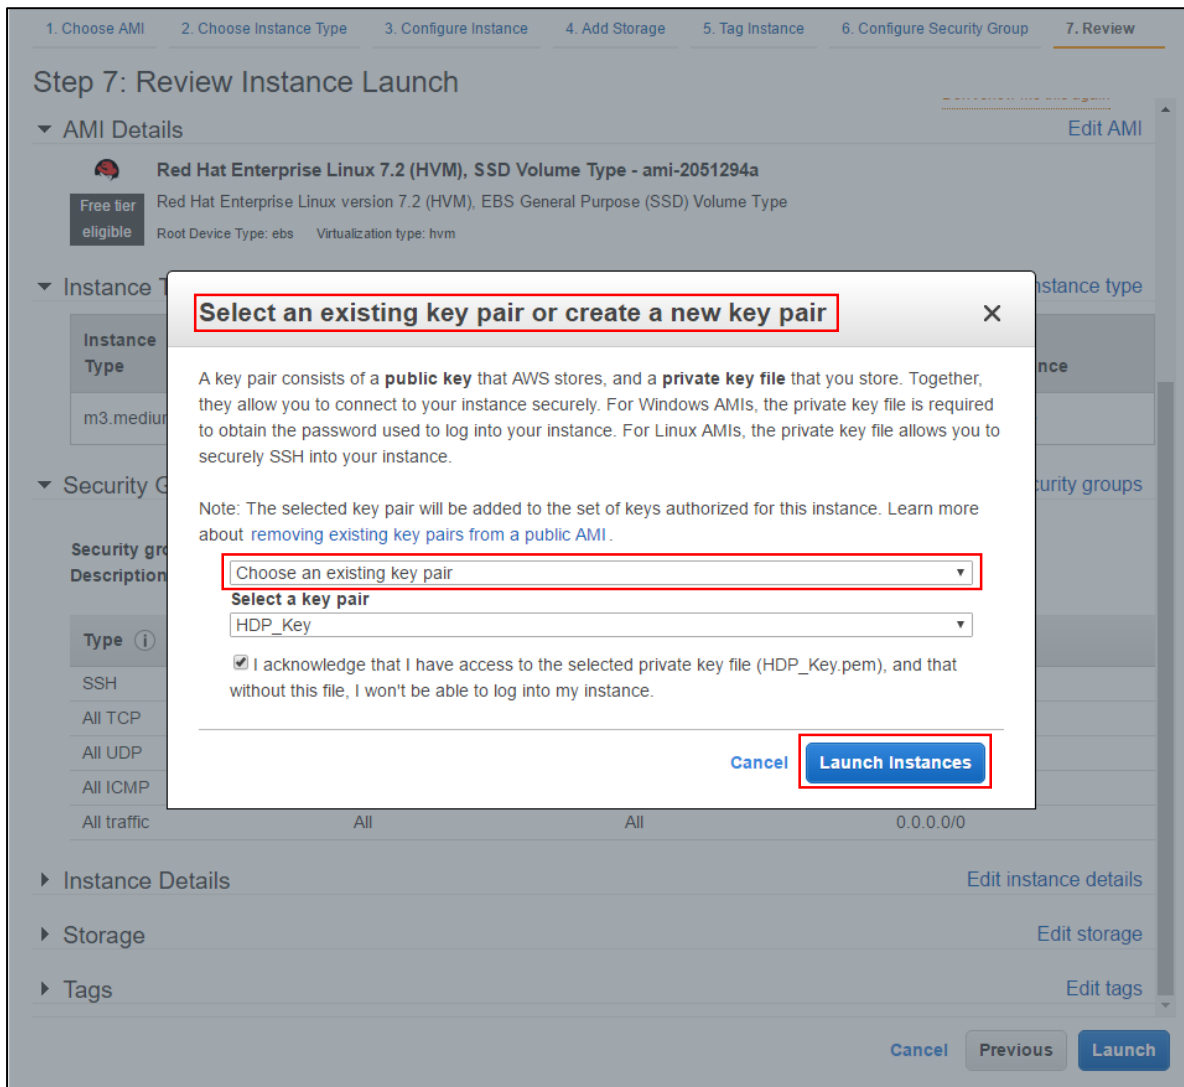 1. Choose AMI 2. Choose Instance Type 3. Configure Instance 4. Add Storage 5. Tag Instance 6. Configure Security Group 7. Review
Step 7: Review Instance Launch
AMI Details Edit AMI
Red Hat Enterprise Linux 7.2 (HVM), SSD Volume Type - ami-2051294a
Free tier
eligible
Red Hat Enterprise Linux version 7.2 (HVM), EBS General Purpose (SSD) Volume Type
Root Device Type: ebs Virtualization type: hvm
Instance T nstance type
Instance
Type
nce
m3.mediu
Select an existing key pair or create a new key pair
A key pair consists of a public key that AWS stores, and a private key file that you store. Together,
they allow you to connect to your instance securely. For Windows AMIs, the private key file is required
to obtain the password used to log into your instance. For Linux AMIs, the private key file allows you to
securely SSH into your instance.
Note: The selected key pair will be added to the set of keys authorized for this instance. Learn more
about removing existing key pairs from a public AMI.
Choose an existing key pair
Select a key pair
HDP_Key
I acknowledge that I have access to the selected private key file (HDP_Key.pem), and that
without this file, I won't be able to log into my instance.
Cancel Launch Instances
Security G curity groups
Security gro
Description
Type
SSH
All TCP
All UDP
All ICMP
All traffic All All 0.0.0.0/0
Instance Details Edit instance details
Storage Edit storage
Tags Edit tags
Cancel Previous Launch